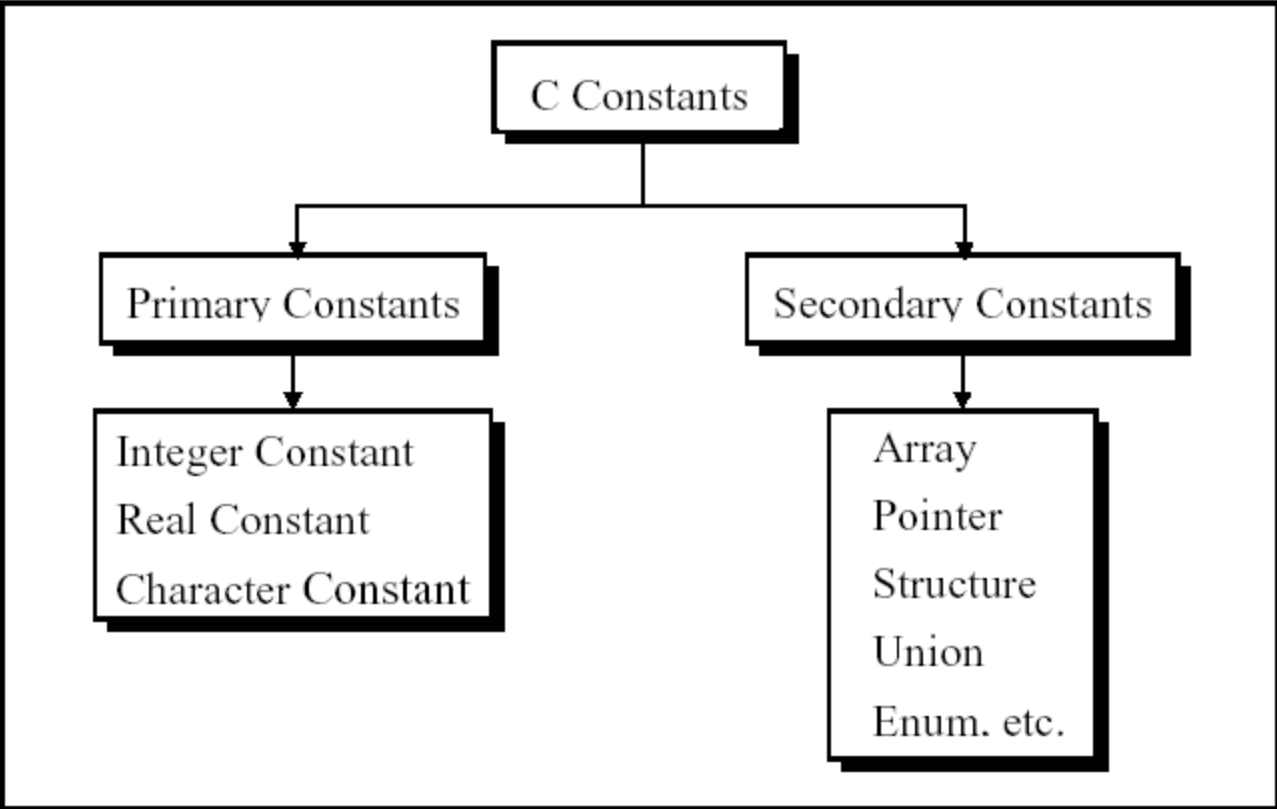 C Constants
Primary Constants
Secondary Constants
Integer Constant
Real Constant
Character Constant
Array
Pointer
Structure
Union
Enum. etc.